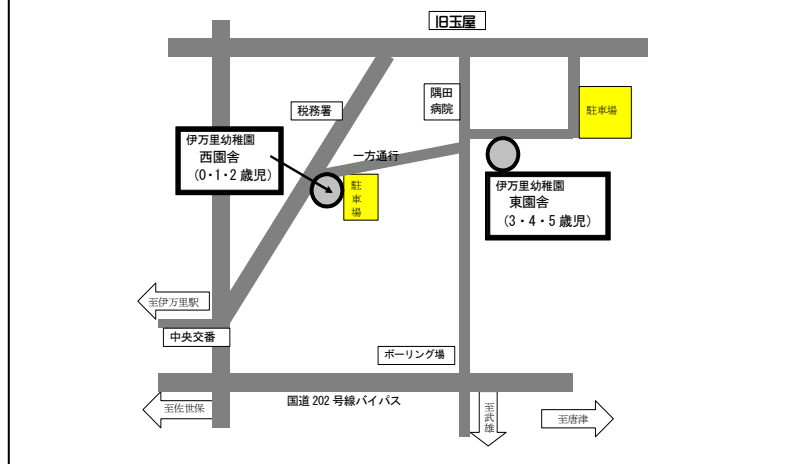 旧玉屋
税務署
隅田
病院
駐車場
一方通行
伊万里幼稚園
西園舎
（0・1・2 歳児）
駐
車
場
伊万里幼稚園
東園舎
（3・4・5 歳児）
至伊万里駅
中央交番
ボーリング場
国道 202 号線バイパス
至佐世保
至
武
雄
至唐津